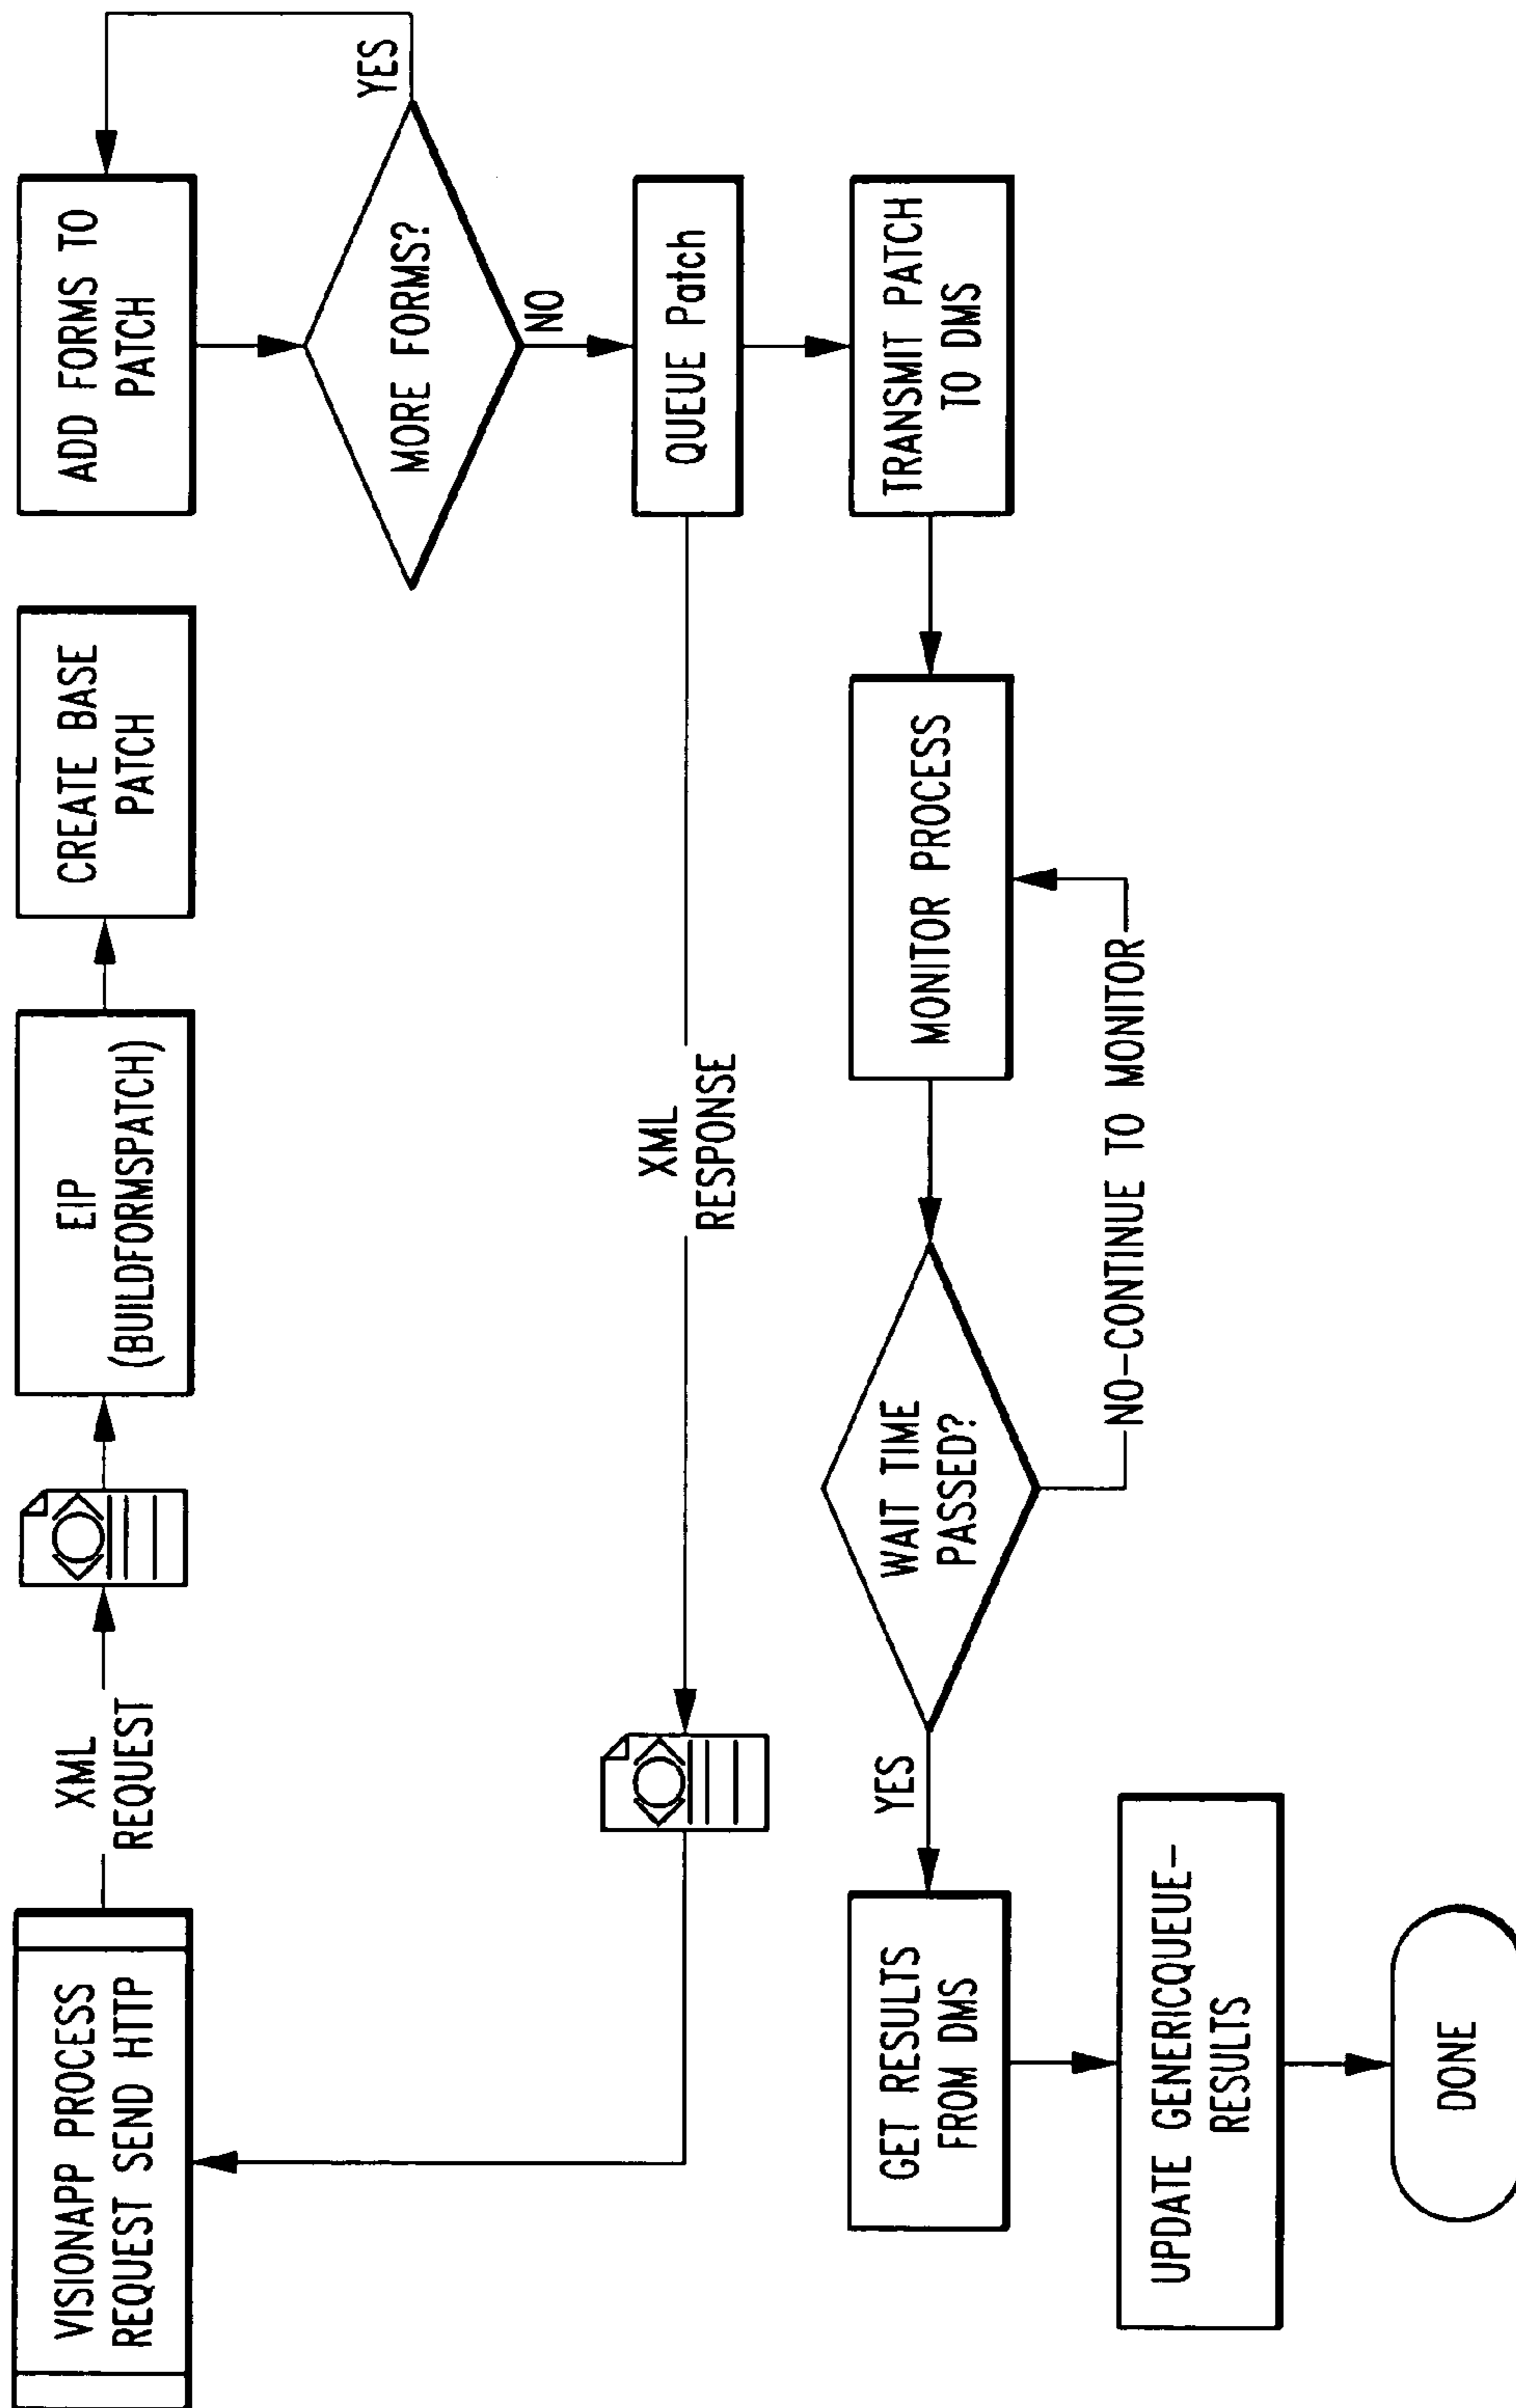 VISIONAPP PROCESS
REQUEST SEND HTTP
XML
REQUEST
EIP
(BUILDFORMSPATCH)
CREATE BASE
PATCH
ADD FORMS TO
PATCH
YES
MORE FORMS?
NO
XML
RESPONSE
QUEUE Patch
TRANSMIT PATCH
TO DMS
MONITOR PROCESS
WAIT TIME
PASSED?
YES
NO-CONTINUE TO MONITOR
GET RESULTS
FROM DMS
UPDATE GENERICQUEUE-
RESULTS
DONE